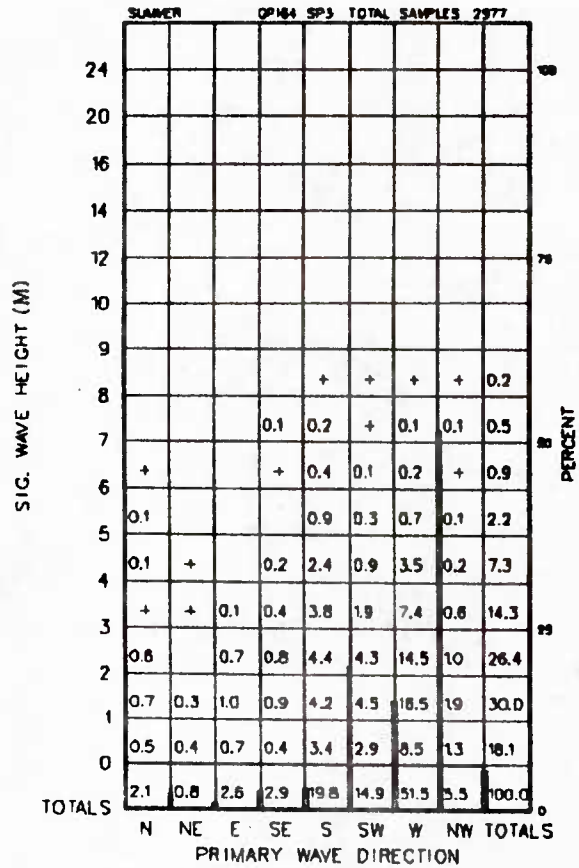 SUMMER GP164 SP3 TOTAL SAMPLES 2977
24 100
20
16
14
12 75
10
9
8 + + + + 0.2
7 0.1 0.2 + 0.1 0.1 0.5
6 + + 0.4 0.1 0.2 + 0.9
5 0.1 0.9 0.3 0.7 0.1 2.2
4 0.1 + 0.2 2.4 0.9 3.5 0.2 7.3
3 + + 0.1 0.4 3.8 1.9 7.4 0.6 14.3
2 0.6 0.7 0.8 4.4 4.3 14.5 1.0 26.4
1 0.7 0.3 1.0 0.9 4.2 4.5 16.5 1.9 30.0
0 0.5 0.4 0.7 0.4 3.4 2.9 8.5 1.3 18.1
TOTALS 2.1 0.8 2.6 2.9 19.8 14.9 51.5 5.5 100.0 0
N NE E SE S SW W NW TOTALS
PRIMARY WAVE DIRECTION
SIG. WAVE HEIGHT (M)
PERCENT